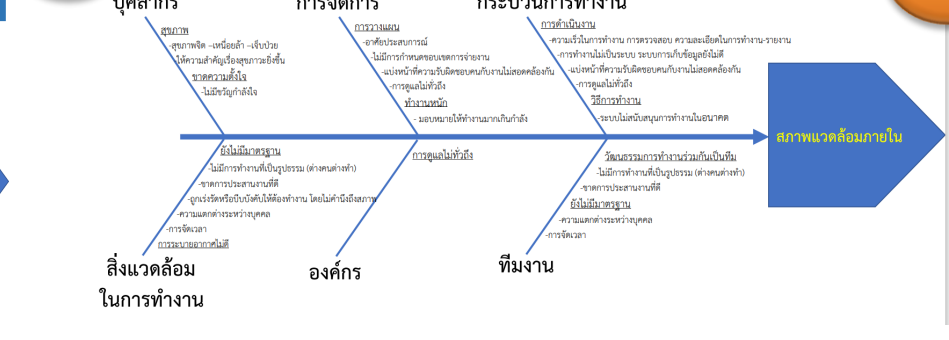 บุคลากร
สุขภาพ
-สุขภาพจิต –เหนื่อยล้า –เจ็บป่วย
-ให้ความสำคัญเรื่องสุขภาวะยิ่งขึ้น
ขาดความตั้งใจ
-ไม่มีขวัญกำลังใจ
การจัดการ
การวางแผน
-อาศัยประสบการณ์
-ไม่มีการกำหนดขอบเขตการจ่ายงาน
-แบ่งหน้าที่ความรับผิดชอบคนกับงานไม่สอดคล้องกัน
-การดูแลไม่ทั่วถึง
ทำงานหนัก
- มอบหมายให้ทำงานมากเกินกำลัง
กระบวนการทำงาน
การดำเนินงาน
-ความเร็วในการทำงาน การตรวจสอบ ความละเอียดในการทำงาน-รายงาน
-การทำงานไม่เป็นระบบ ระบบการเก็บข้อมูลยังไม่ดี
-แบ่งหน้าที่ความรับผิดชอบคนกับงานไม่สอดคล้องกัน
-การดูแลไม่ทั่วถึง
วิธีการทำงาน
-ระบบไม่สนับสนุนการทำงานในอนาคต
สภาพแวดล้อมภายใน
ยังไม่มีมาตรฐาน
-ไม่มีการทำงานที่เป็นรูปธรรม (ต่างคนต่างทำ)
-ขาดการประสานงานที่ดี
-ถูกเร่งรัดหรือบีบบังคับให้ต้องทำงาน โดยไม่คำนึงถึงสภาพ
-ความแตกต่างระหว่างบุคคล
-การจัดเวลา
การระบายอากาศไม่ดี
สิ่งแวดล้อม
ในการทำงาน
การดูแลไม่ทั่วถึง
องค์กร
วัฒนธรรมการทำงานร่วมกันเป็นทีม
-ไม่มีการทำงานที่เป็นรูปธรรม (ต่างคนต่างทำ)
-ขาดการประสานงานที่ดี
ยังไม่มีมาตรฐาน
-ความแตกต่างระหว่างบุคคล
-การจัดเวลา
ทีมงาน